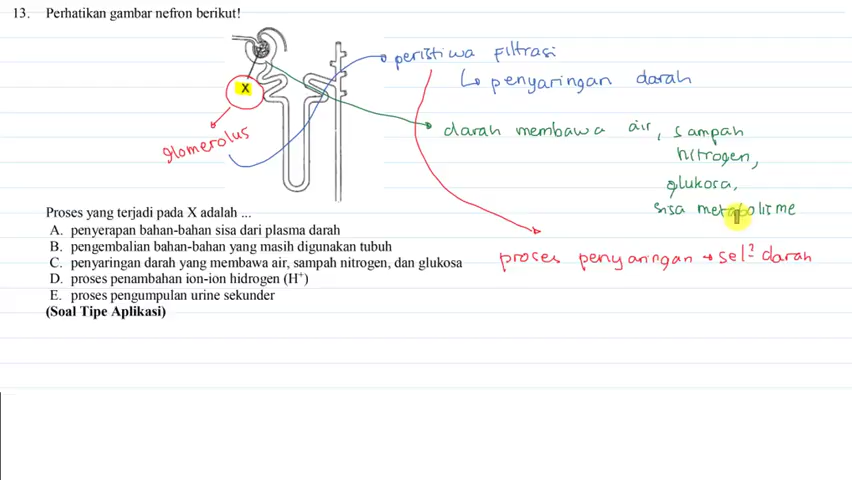 13. Perhatikan gambar nefron berikut!
peristiwa filtrasi
↳ penyaringan darah
X
glomerolus
darah membawa air, sampah
nitrogen,
glukosa,
sisa metabolisme
Proses yang terjadi pada X adalah ...
A. penyerapan bahan-bahan sisa dari plasma darah
B. pengembalian bahan-bahan yang masih digunakan tubuh
C. penyaringan darah yang membawa air, sampah nitrogen, dan glukosa
proses penyaringan → sel² darah
D. proses penambahan ion-ion hidrogen (H⁺)
E. proses pengumpulan urine sekunder
(Soal Tipe Aplikasi)